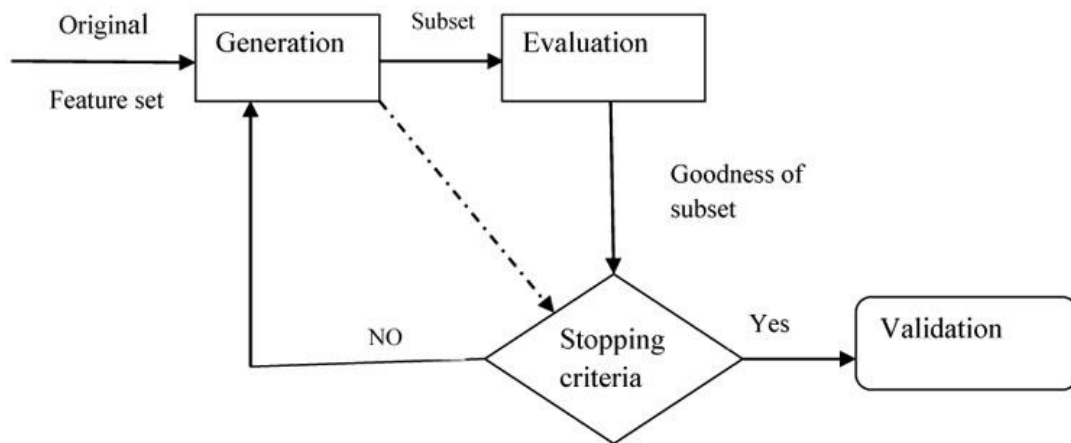 Original
Feature set
Generation
Subset
Evaluation
Goodness of
subset
Stopping
criteria
NO
Yes
Validation